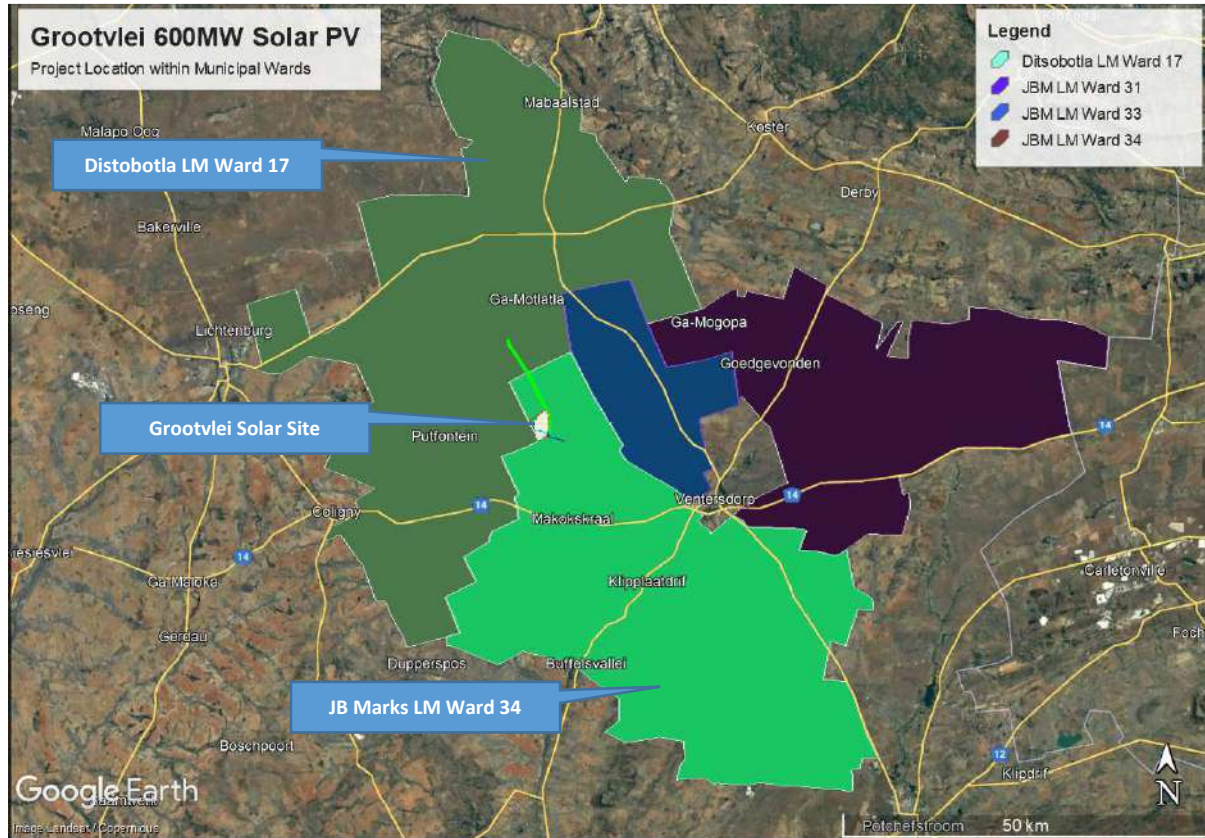 Grootvlei 600MW Solar PV
Project Location within Municipal Wards
Legend
Ditsobotla LM Ward 17
JBM LM Ward 31
JBM LM Ward 33
JBM LM Ward 34
Mabaalstad
Koster
Malapo Oog
Distobotla LM Ward 17
Derby
Bakerville
Ga-Motlatla
Lichtenburg
Ga-Mogopa
Goedgevonden
Grootvlei Solar Site
Putfontein
14
Ventersdorp
14
14
Coligny
Makokskraal
14
Ga-Maloka
Klipplaatdrif
Carletonville
Gerdau
Dupperspos
Buffelsvallei
JB Marks LM Ward 34
Boschpoort
12
Klipdrif
N
Google Earth
Image Landsat / Copernicus
Potchefstroom
50 km